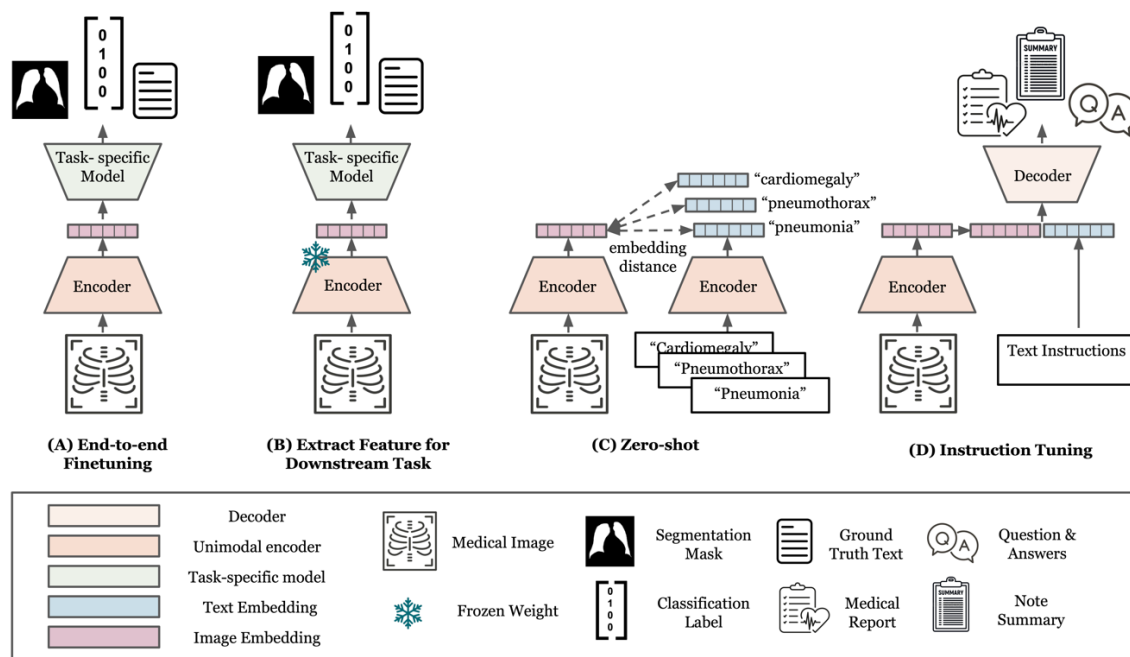 0
1
0
0
Task- specific
Model
Encoder
(A) End-to-end
Finetuning
0
1
0
0
Task- specific
Model
Encoder
(B) Extract Feature for
Downstream Task
“cardiomegaly”
“pneumothorax”
“pneumonia”
embedding
distance
Encoder
Encoder
“Cardiomegaly”
“Pneumothorax”
“Pneumonia”
(C) Zero-shot
SUMMARY
Q
A
Decoder
Encoder
Text Instructions
(D) Instruction Tuning
Decoder
Unimodal encoder
Task-specific model
Text Embedding
Image Embedding
Medical Image
Frozen Weight
Segmentation
Mask
0
1
0
0
Classification
Label
Ground
Truth Text
Medical
Report
Q
A
Question &
Answers
SUMMARY
Note
Summary